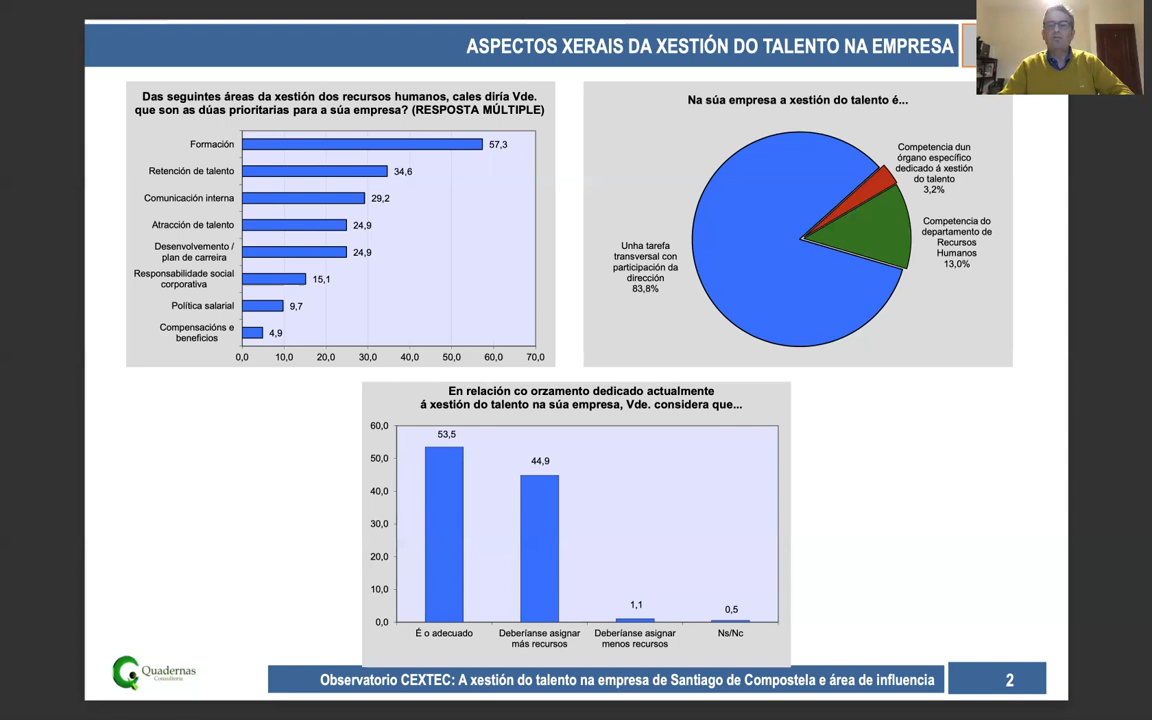 ASPECTOS XERAIS DA XESTIÓN DO TALENTO NA EMPRESA
Das seguintes áreas da xestión dos recursos humanos, cales diría Vde.
que son as dúas prioritarias para a súa empresa? (RESPOSTA MÚLTIPLE)
Formación
57,3
Retención de talento
34,6
Comunicación interna
29,2
Atracción de talento
24,9
Desenvolvemento /
plan de carreira
24,9
Responsabilidade social
corporativa
15,1
Política salarial
9,7
Compensacións e
beneficios
4,9
0,0 10,0 20,0 30,0 40,0 50,0 60,0 70,0
Na súa empresa a xestión do talento é...
Competencia dun
órgano específico
dedicado á xestión
do talento
3,2%
Competencia do
departamento de
Recursos
Humanos
13,0%
Unha tarefa
transversal con
participación da
dirección
83,8%
En relación co orzamento dedicado actualmente
á xestión do talento na súa empresa, Vde. considera que...
60,0
50,0
40,0
30,0
20,0
10,0
0,0
53,5
44,9
1,1
0,5
É o adecuado
Deberíanse asignar
más recursos
Deberíanse asignar
menos recursos
Ns/Nc
Quadernas
Consultoría
Observatorio CEXTEC: A xestión do talento na empresa de Santiago de Compostela e área de influencia
2